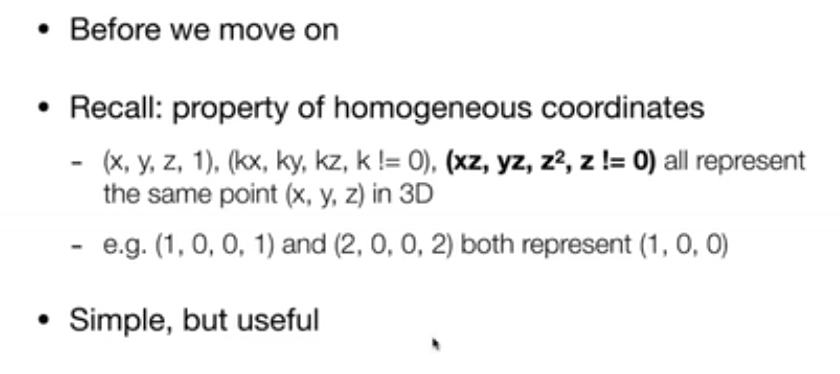 • Before we move on
• Recall: property of homogeneous coordinates
- (x, y, z, 1), (kx, ky, kz, k != 0), (xz, yz, z², z != 0) all represent
the same point (x, y, z) in 3D
- e.g. (1, 0, 0, 1) and (2, 0, 0, 2) both represent (1, 0, 0)
• Simple, but useful